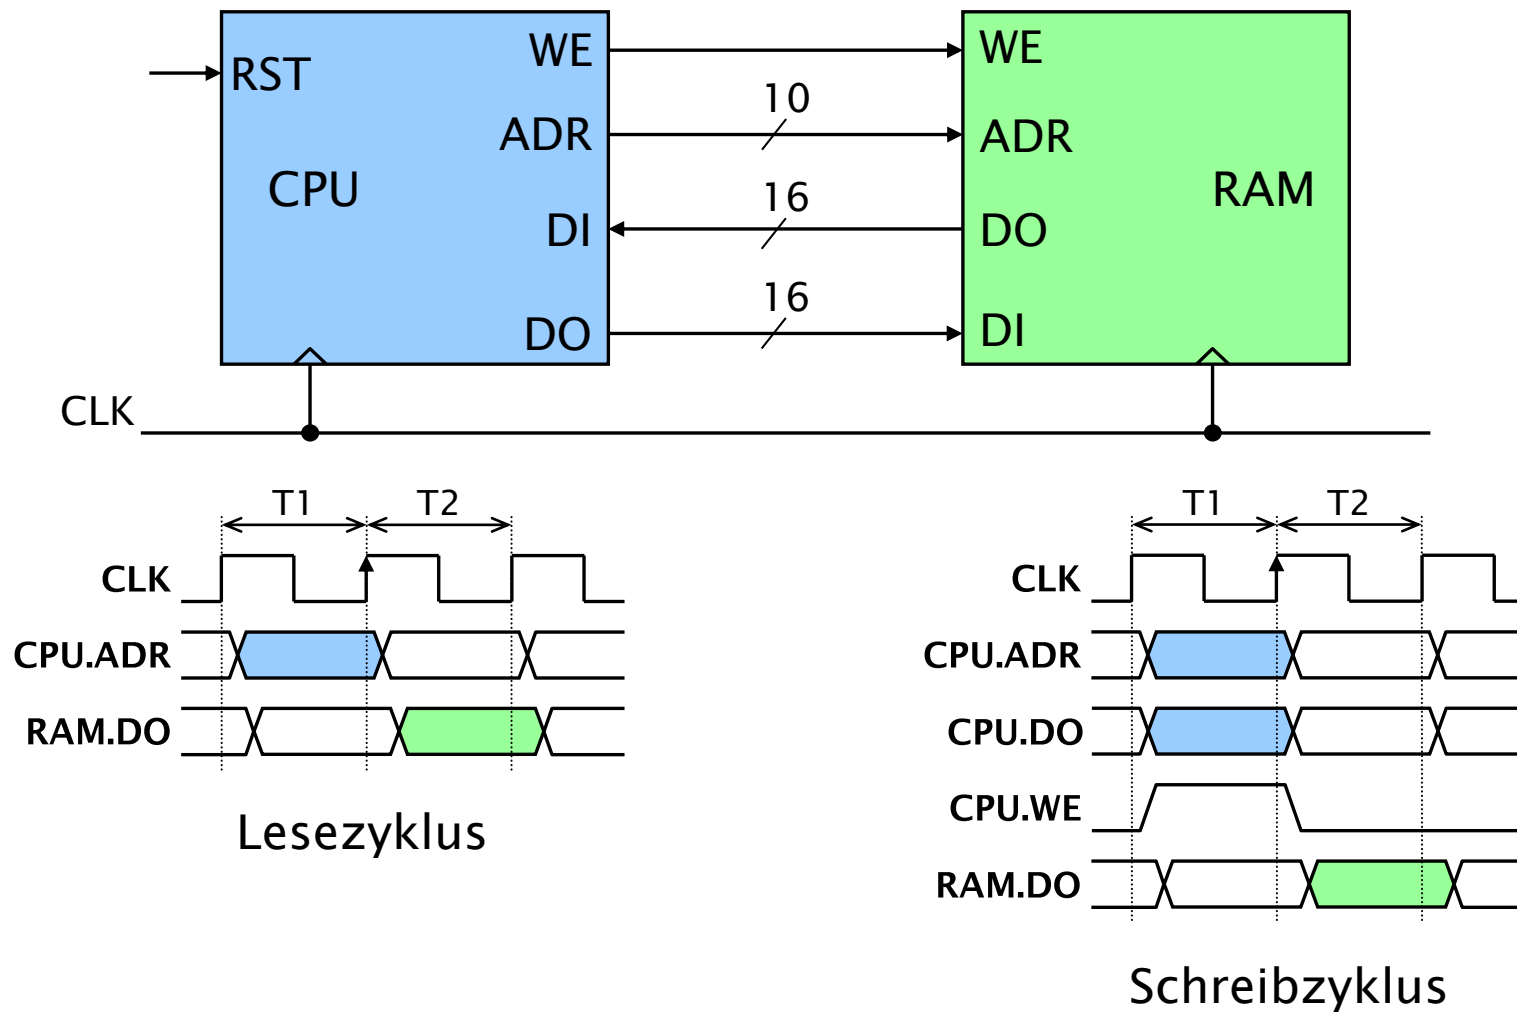 WE
WE
RST
10
ADR
ADR
CPU
16
RAM
DI
DO
16
DO
DI
CLK
T1 T2
CLK
CPU.ADR
RAM.DO
Lesezyklus
T1 T2
CLK
CPU.ADR
CPU.DO
CPU.WE
RAM.DO
Schreibzyklus